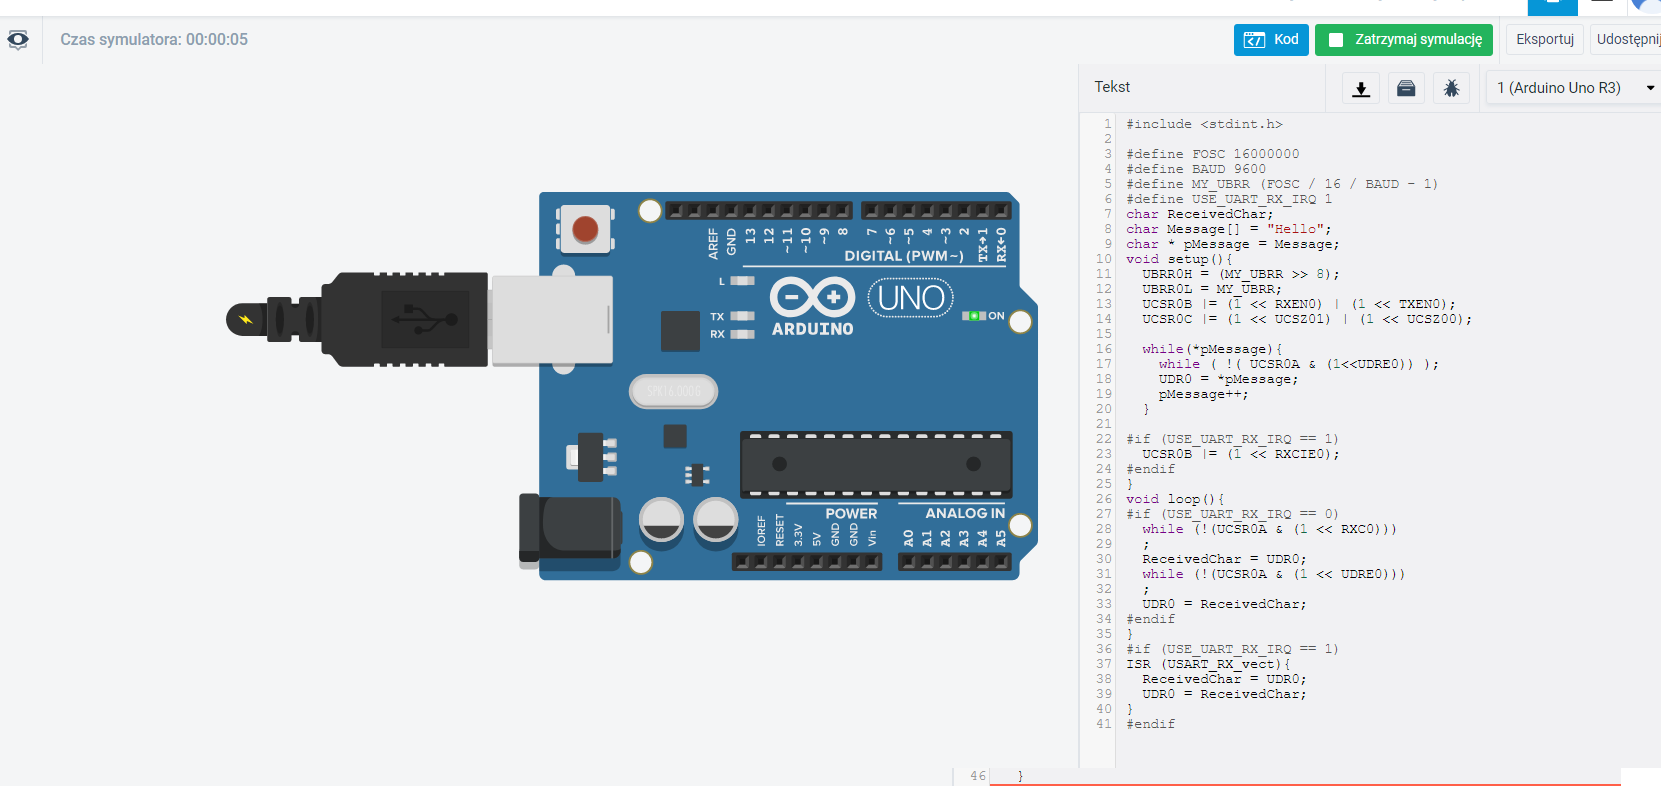 Czas symulatora: 00:00:05
Kod
Zatrzymaj symulację
Eksportuj
Udostępnij
Tekst
1 (Arduino Uno R3)
AREF
GND
13
12
~11
~10
~9
8
7
~6
~5
4
~3
2
TX→1
RX←0
DIGITAL (PWM~)
L
TX
RX
ARDUINO
UNO
ON
SPK16.000G
POWER
ANALOG IN
IOREF
RESET
3.3V
5V
GND
GND
Vin
A0
A1
A2
A3
A4
A5
1 #include <stdint.h>
2
3 #define FOSC 16000000
4 #define BAUD 9600
5 #define MY_UBRR (FOSC / 16 / BAUD - 1)
6 #define USE_UART_RX_IRQ 1
7 char ReceivedChar;
8 char Message[] = "Hello";
9 char * pMessage = Message;
10 void setup(){
11   UBRR0H = (MY_UBRR >> 8);
12   UBRR0L = MY_UBRR;
13   UCSR0B |= (1 << RXEN0) | (1 << TXEN0);
14   UCSR0C |= (1 << UCSZ01) | (1 << UCSZ00);
15
16   while(*pMessage){
17     while ( !( UCSR0A & (1<<UDRE0)) );
18     UDR0 = *pMessage;
19     pMessage++;
20   }
21
22 #if (USE_UART_RX_IRQ == 1)
23   UCSR0B |= (1 << RXCIE0);
24 #endif
25 }
26 void loop(){
27 #if (USE_UART_RX_IRQ == 0)
28   while (!(UCSR0A & (1 << RXC0)))
29   ;
30   ReceivedChar = UDR0;
31   while (!(UCSR0A & (1 << UDRE0)))
32   ;
33   UDR0 = ReceivedChar;
34 #endif
35 }
36 #if (USE_UART_RX_IRQ == 1)
37 ISR (USART_RX_vect){
38   ReceivedChar = UDR0;
39   UDR0 = ReceivedChar;
40 }
41 #endif
46 }